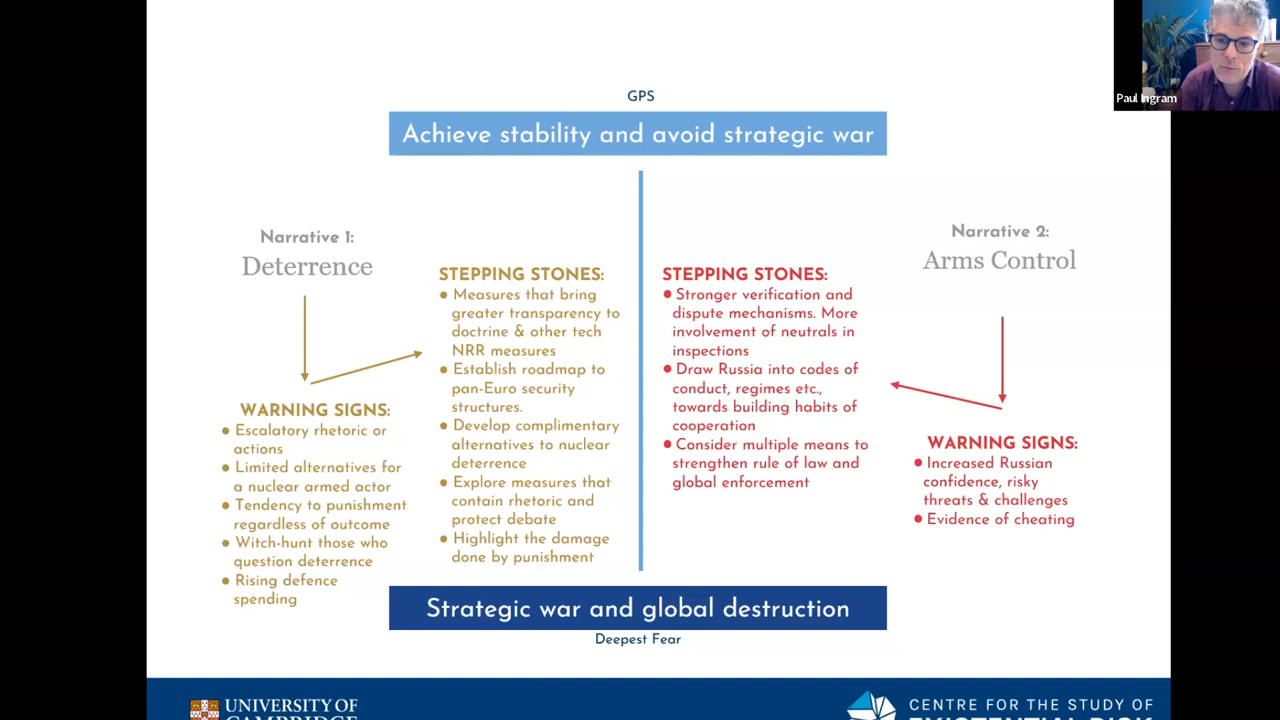 Paul Ingram
GPS
Achieve stability and avoid strategic war
Narrative 1:
Deterrence
WARNING SIGNS:
● Escalatory rhetoric or
actions
● Limited alternatives for
a nuclear armed actor
● Tendency to punishment
regardless of outcome
● Witch-hunt those who
question deterrence
● Rising defence
spending
STEPPING STONES:
● Measures that bring
greater transparency to
doctrine & other tech
NRR measures
● Establish roadmap to
pan-Euro security
structures.
● Develop complimentary
alternatives to nuclear
deterrence
● Explore measures that
contain rhetoric and
protect debate
● Highlight the damage
done by punishment
STEPPING STONES:
● Stronger verification and
dispute mechanisms. More
involvement of neutrals in
inspections
● Draw Russia into codes of
conduct, regimes etc.,
towards building habits of
cooperation
● Consider multiple means to
strengthen rule of law and
global enforcement
Narrative 2:
Arms Control
WARNING SIGNS:
● Increased Russian
confidence, risky
threats & challenges
● Evidence of cheating
Strategic war and global destruction
Deepest Fear
UNIVERSITY OF
CAMBRIDGE
CENTRE FOR THE STUDY OF
EXISTENTIAL RISK